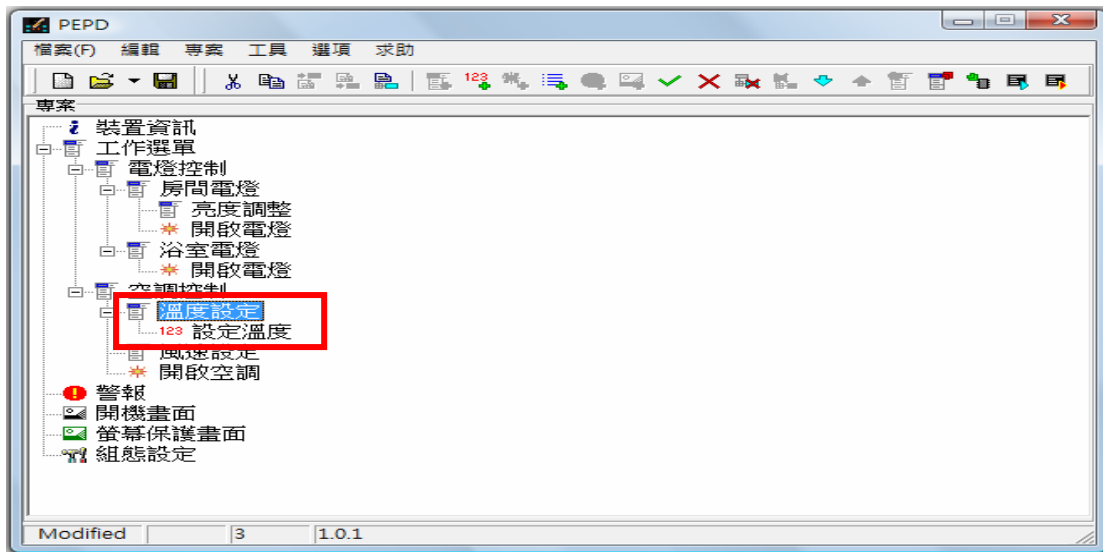 PEPD
檔案(F) 編輯 專案 工具 選項 求助
123
專案
裝置資訊
工作選單
電燈控制
房間電燈
亮度調整
開啟電燈
浴室電燈
開啟電燈
空調控制
溫度設定
123 設定溫度
風速設定
開啟空調
警報
開機畫面
螢幕保護畫面
組態設定
Modified 3 1.0.1